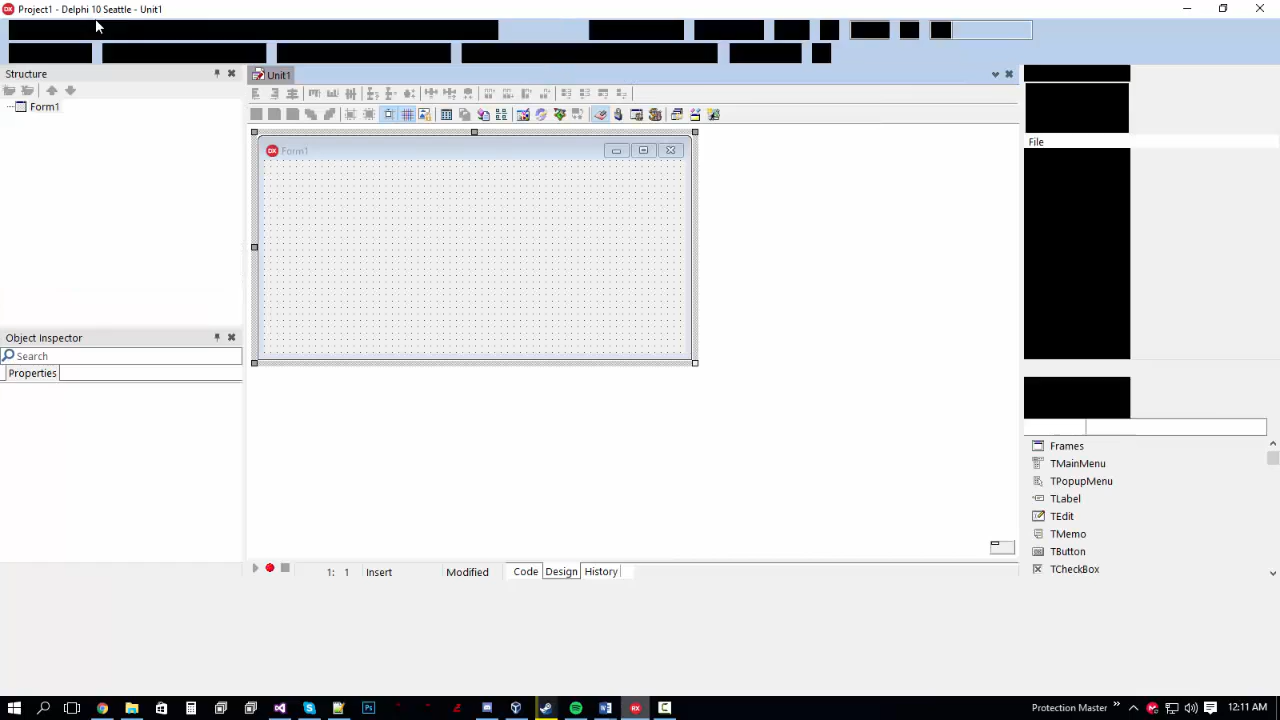 Project1 - Delphi 10 Seattle - Unit1
Structure
Unit1
Form1
Form1
File
Object Inspector
Search
Properties
Frames
TMainMenu
TPopupMenu
TLabel
TEdit
TMemo
TButton
TCheckBox
1: 1
Insert
Modified
Code
Design
History
Protection Master
12:11 AM